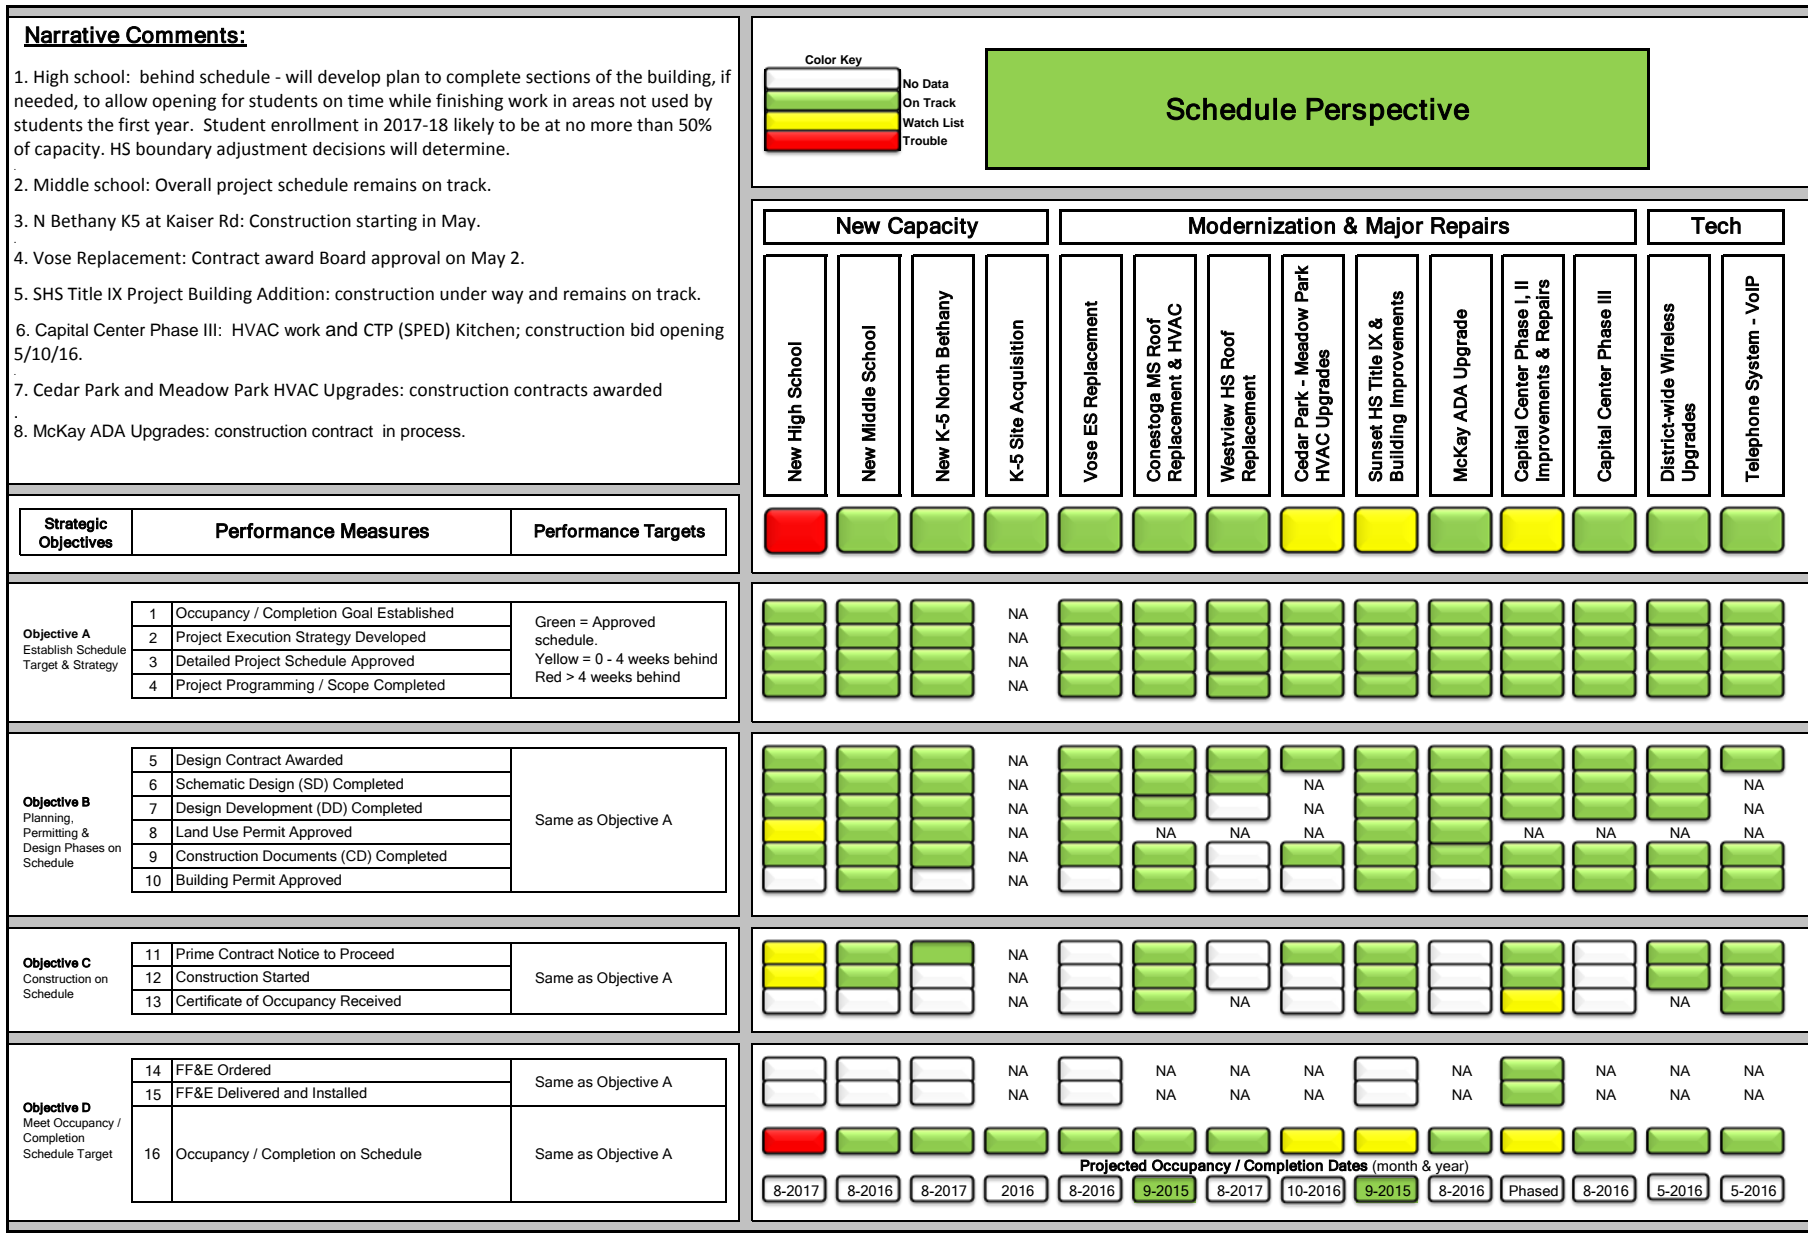 Narrative Comments:
1. High school:  behind schedule - will develop plan to complete sections of the building, if
needed, to allow opening for students on time while finishing work in areas not used by
students the first year.  Student enrollment in 2017-18 likely to be at no more than 50%
of capacity. HS boundary adjustment decisions will determine.
.
2. Middle school: Overall project schedule remains on track.
3. N Bethany K5 at Kaiser Rd: Construction starting in May.
.
4. Vose Replacement: Contract award Board approval on May 2.
5. SHS Title IX Project Building Addition: construction under way and remains on track.
6. Capital Center Phase III:  HVAC work and CTP (SPED) Kitchen; construction bid opening
5/10/16.
.
7. Cedar Park and Meadow Park HVAC Upgrades: construction contracts awarded
.
8. McKay ADA Upgrades: construction contract  in process.
Color Key
No Data
On Track
Watch List
Trouble
Schedule Perspective
New Capacity
Modernization & Major Repairs
Tech
New High School
New Middle School
New K-5 North Bethany
K-5 Site Acquisition
Vose ES Replacement
Conestoga MS Roof
Replacement & HVAC
Westview HS Roof
Replacement
Cedar Park - Meadow Park
HVAC Upgrades
Sunset HS Title IX &
Building Improvements
McKay ADA Upgrade
Capital Center Phase I, II
Improvements & Repairs
Capital Center Phase III
District-wide Wireless
Upgrades
Telephone System - VoIP
Strategic
Objectives
Performance Measures
Performance Targets
Objective A
Establish Schedule
Target & Strategy
1 Occupancy / Completion Goal Established
2 Project Execution Strategy Developed
3 Detailed Project Schedule Approved
4 Project Programming / Scope Completed
Green = Approved
schedule.
Yellow = 0 - 4 weeks behind
Red > 4 weeks behind
NA
NA
NA
NA
Objective B
Planning,
Permitting &
Design Phases on
Schedule
5 Design Contract Awarded
6 Schematic Design (SD) Completed
7 Design Development (DD) Completed
8 Land Use Permit Approved
9 Construction Documents (CD) Completed
10 Building Permit Approved
Same as Objective A
NA
NA NA NA
NA NA NA
NA NA NA NA NA NA NA NA
NA
NA
Objective C
Construction on
Schedule
11 Prime Contract Notice to Proceed
12 Construction Started
13 Certificate of Occupancy Received
Same as Objective A
NA
NA
NA NA NA
Objective D
Meet Occupancy /
Completion
Schedule Target
14 FF&E Ordered
15 FF&E Delivered and Installed
Same as Objective A
16 Occupancy / Completion on Schedule
Same as Objective A
NA NA NA NA NA NA NA NA
NA NA NA NA NA NA NA NA
Projected Occupancy / Completion Dates (month & year)
8-2017 8-2016 8-2017 2016 8-2016 9-2015 8-2017 10-2016 9-2015 8-2016 Phased 8-2016 5-2016 5-2016